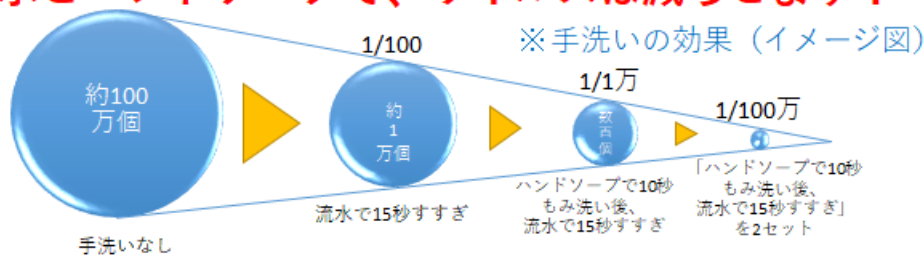 ※手洗いの効果（イメージ図）
約100
万個
手洗いなし
1/100
約
1
万個
流水で15秒すすぎ
1/1万
数
百
個
ハンドソープで10秒
もみ洗い後、
流水で15秒すすぎ
1/100万
「ハンドソープで10秒
もみ洗い後、
流水で15秒すすぎ」
を2セット